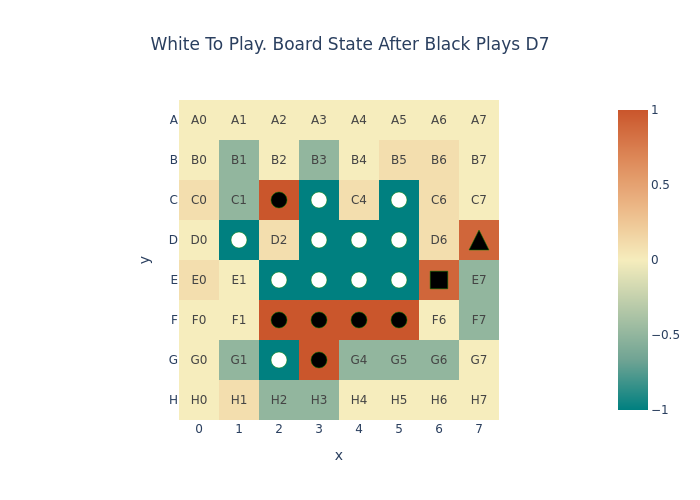 White To Play. Board State After Black Plays D7
A A0 A1 A2 A3 A4 A5 A6 A7
B B0 B1 B2 B3 B4 B5 B6 B7
C C0 C1 C4 C6 C7
D D0 D2 D6
E E0 E1 E7
F F0 F1 F6 F7
G G0 G1 G4 G5 G6 G7
H H0 H1 H2 H3 H4 H5 H6 H7
0 1 2 3 4 5 6 7
x
y
1
0.5
0
−0.5
−1